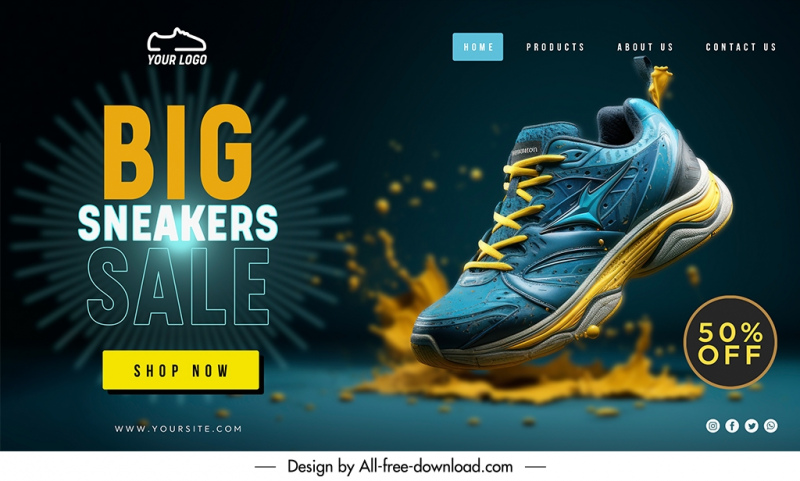 YOUR LOGO
HOME PRODUCTS ABOUT US CONTACT US
BIG
SNEAKERS
SALE
SHOP NOW
WWW.YOURSITE.COM
50%
OFF
Design by All-free-download.com